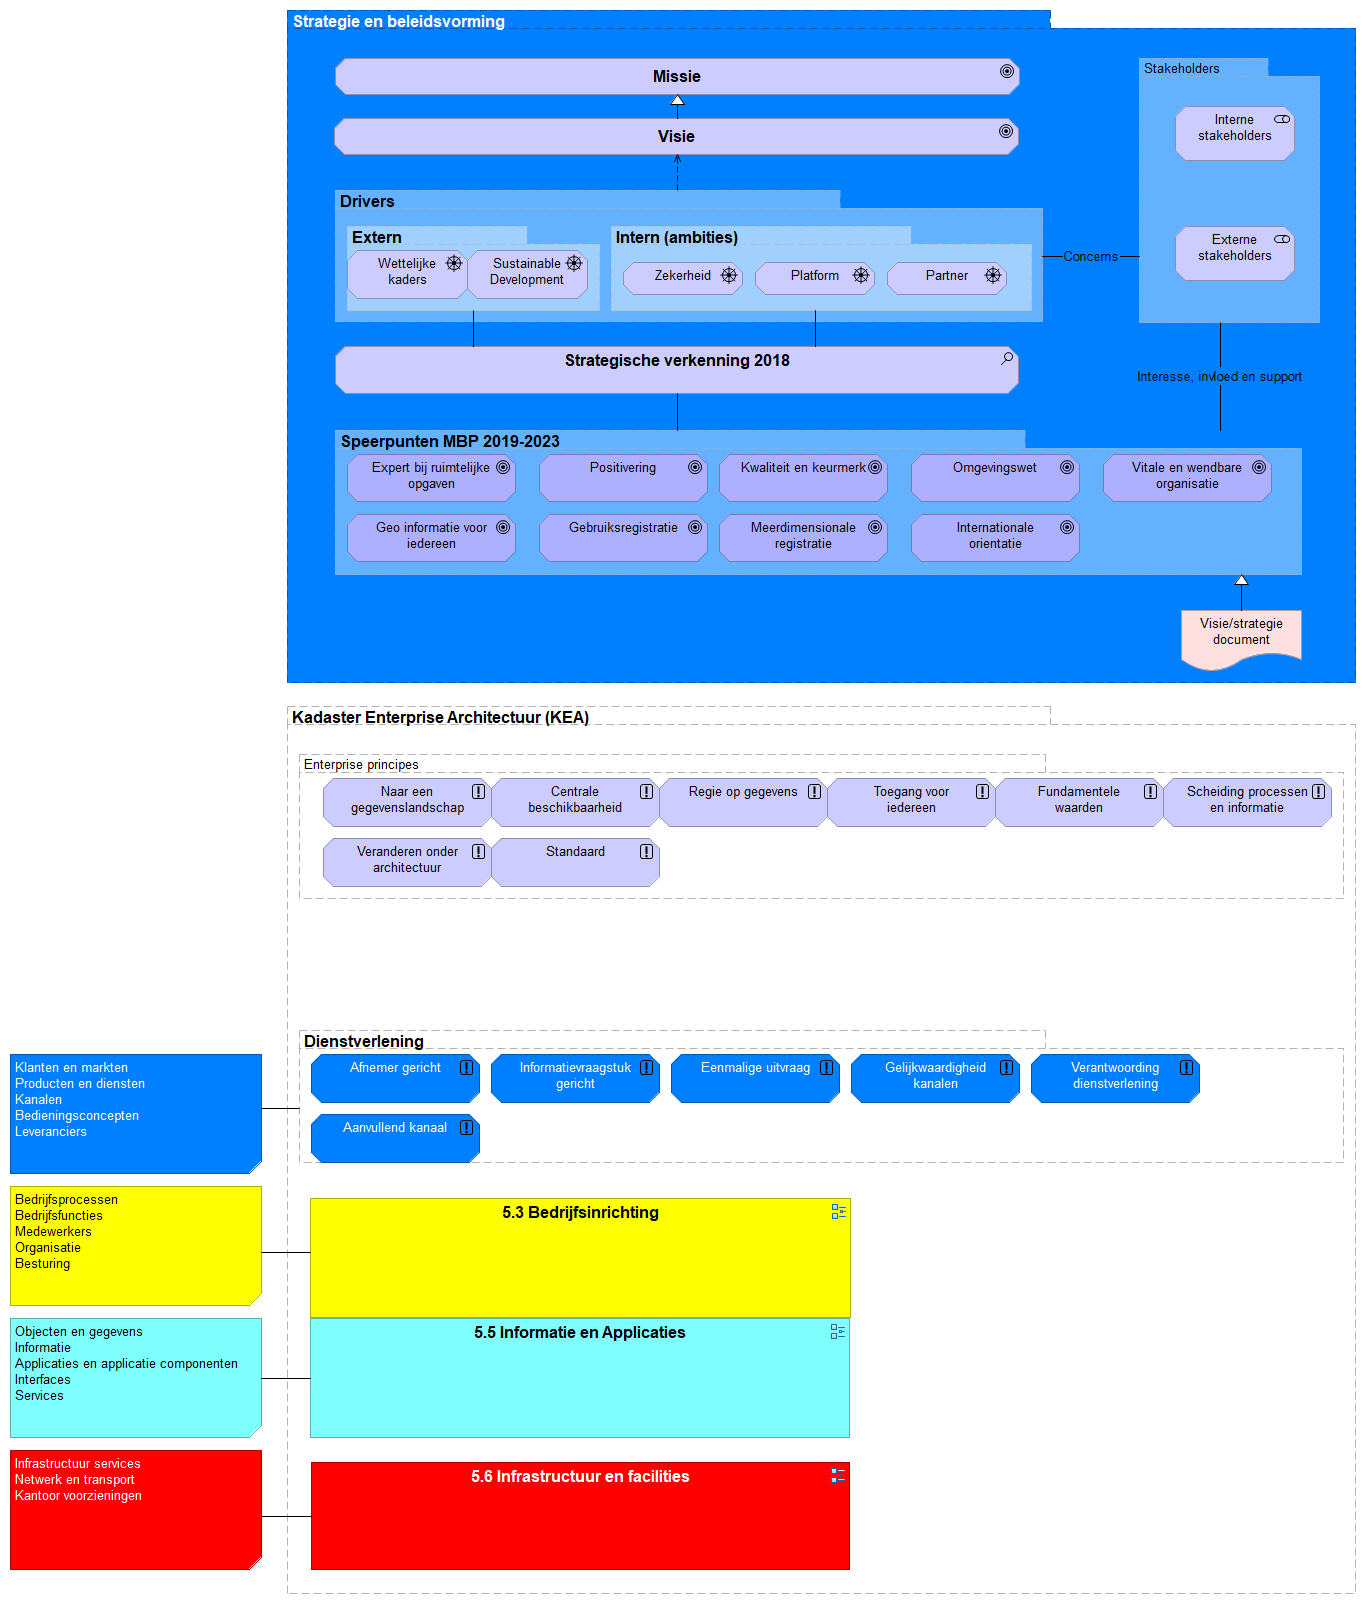 Strategie en beleidsvorming
Missie
Visie
Stakeholders
Interne
stakeholders
Externe
stakeholders
Drivers
Extern
Wettelijke
kaders
Sustainable
Development
Intern (ambities)
Zekerheid
Platform
Partner
Concerns
Strategische verkenning 2018
Interesse, invloed en support
Speerpunten MBP 2019-2023
Expert bij ruimtelijke
opgaven
Positivering
Kwaliteit en keurmerk
Omgevingswet
Vitale en wendbare
organisatie
Geo informatie voor
iedereen
Gebruiksregistratie
Meerdimensionale
registratie
Internationale
orientatie
Visie/strategie
document
Kadaster Enterprise Architectuur (KEA)
Enterprise principes
Naar een
gegevenslandschap
Centrale
beschikbaarheid
Regie op gegevens
Toegang voor
iedereen
Fundamentele
waarden
Scheiding processen
en informatie
Veranderen onder
architectuur
Standaard
Dienstverlening
Afnemer gericht
Informatievraagstuk
gericht
Eenmalige uitvraag
Gelijkwaardigheid
kanalen
Verantwoording
dienstverlening
Aanvullend kanaal
Klanten en markten
Producten en diensten
Kanalen
Bedieningsconcepten
Leveranciers
Bedrijfsprocessen
Bedrijfsfuncties
Medewerkers
Organisatie
Besturing
5.3 Bedrijfsinrichting
Objecten en gegevens
Informatie
Applicaties en applicatie componenten
Interfaces
Services
5.5 Informatie en Applicaties
Infrastructuur services
Netwerk en transport
Kantoor voorzieningen
5.6 Infrastructuur en facilities